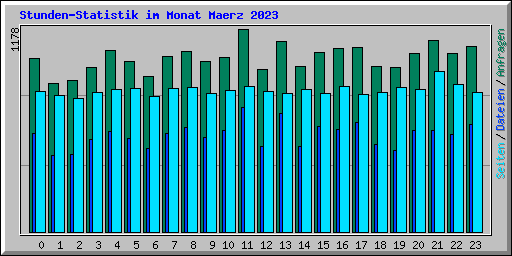 Stunden-Statistik im Monat Maerz 2023
1178
Seiten / Dateien / Anfragen
0 1 2 3 4 5 6 7 8 9 10 11 12 13 14 15 16 17 18 19 20 21 22 23